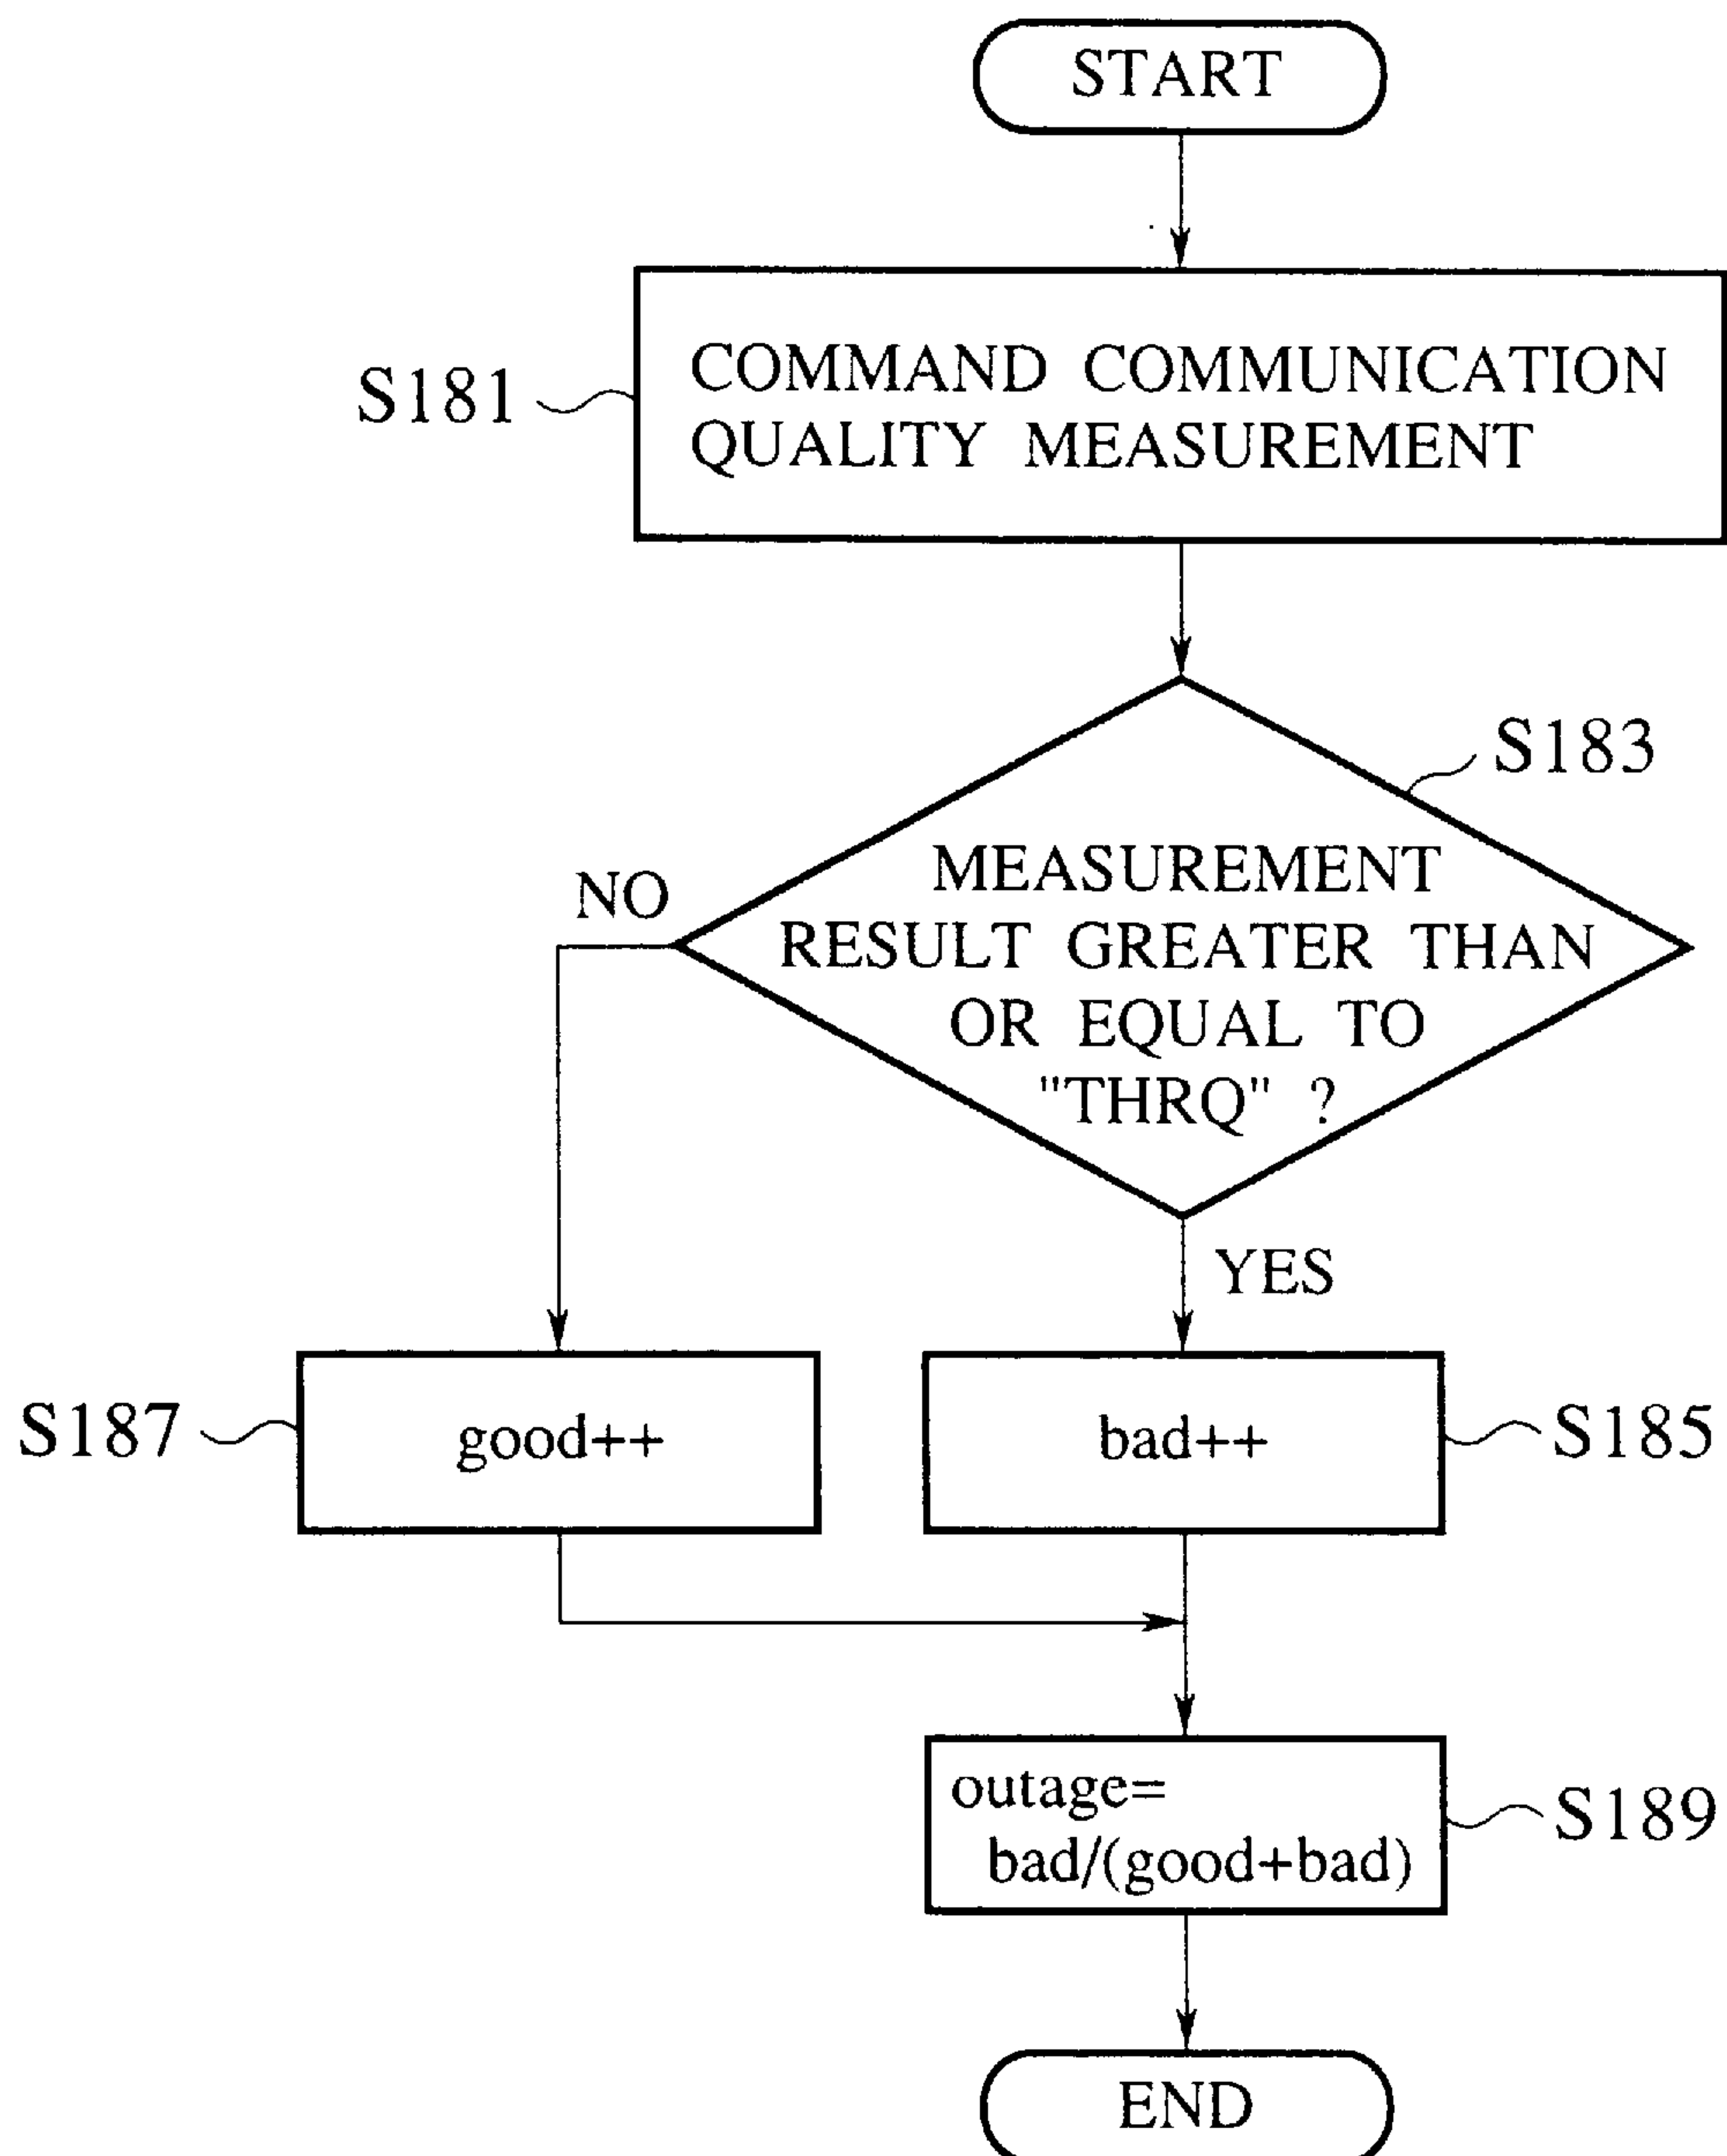 START
S181
COMMAND COMMUNICATION
QUALITY MEASUREMENT
S183
MEASUREMENT
RESULT GREATER THAN
OR EQUAL TO
"THRQ" ?
NO
YES
S187
good++
bad++
S185
outage=
bad/(good+bad)
S189
END